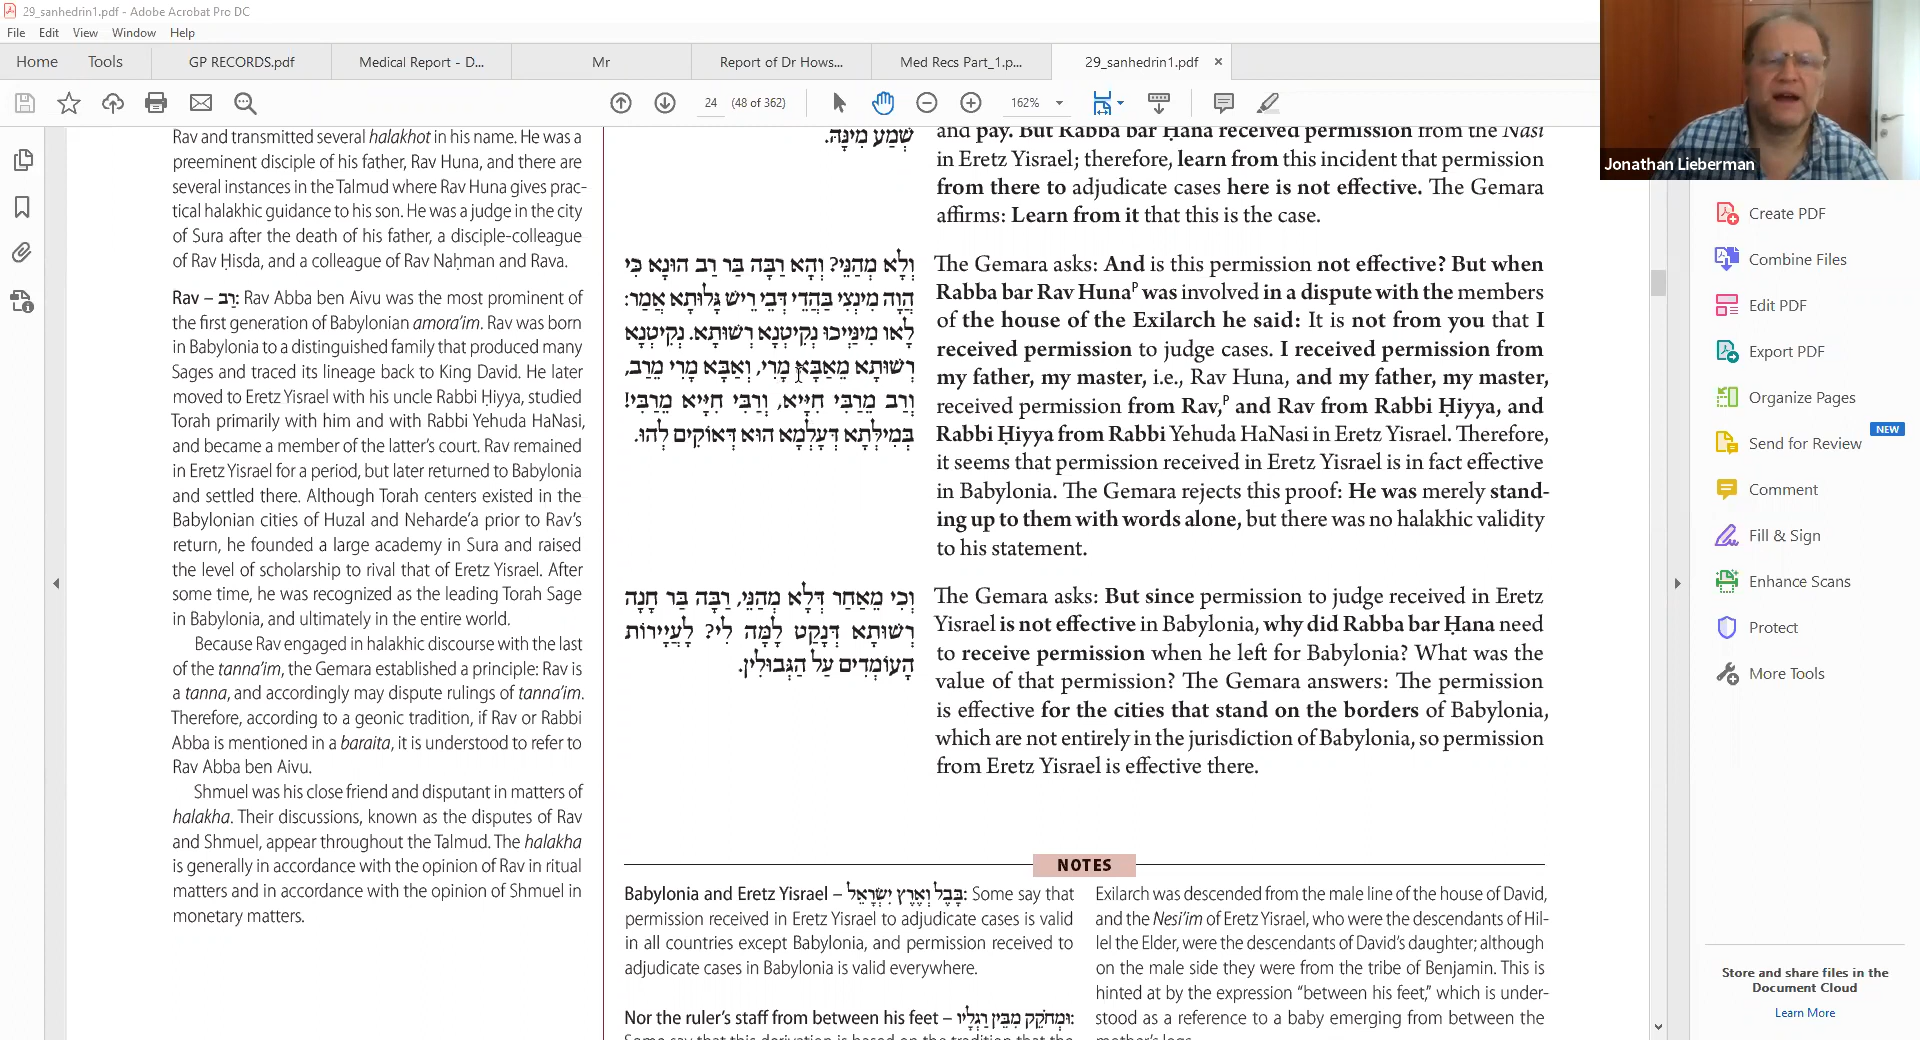 29_sanhedrin1.pdf - Adobe Acrobat Pro DC
File Edit View Window Help
Home Tools GP RECORDS.pdf Medical Report - D... Mr Report of Dr Hows... Med Recs Part_1.p... 29_sanhedrin1.pdf ×
24 (48 of 362) 162%
Jonathan Lieberman
Rav and transmitted several halakhot in his name. He was a
preeminent disciple of his father, Rav Huna, and there are
several instances in the Talmud where Rav Huna gives prac-
tical halakhic guidance to his son. He was a judge in the city
of Sura after the death of his father, a disciple-colleague
of Rav Ḥisda, and a colleague of Rav Naḥman and Rava.
Rav – רַב: Rav Abba ben Aivu was the most prominent of
the first generation of Babylonian amora’im. Rav was born
in Babylonia to a distinguished family that produced many
Sages and traced its lineage back to King David. He later
moved to Eretz Yisrael with his uncle Rabbi Ḥiyya, studied
Torah primarily with him and with Rabbi Yehuda HaNasi,
and became a member of the latter’s court. Rav remained
in Eretz Yisrael for a period, but later returned to Babylonia
and settled there. Although Torah centers existed in the
Babylonian cities of Huzal and Neharde’a prior to Rav’s
return, he founded a large academy in Sura and raised
the level of scholarship to rival that of Eretz Yisrael. After
some time, he was recognized as the leading Torah Sage
in Babylonia, and ultimately in the entire world.
Because Rav engaged in halakhic discourse with the last
of the tanna’im, the Gemara established a principle: Rav is
a tanna, and accordingly may dispute rulings of tanna’im.
Therefore, according to a geonic tradition, if Rav or Rabbi
Abba is mentioned in a baraita, it is understood to refer to
Rav Abba ben Aivu.
Shmuel was his close friend and disputant in matters of
halakha. Their discussions, known as the disputes of Rav
and Shmuel, appear throughout the Talmud. The halakha
is generally in accordance with the opinion of Rav in ritual
matters and in accordance with the opinion of Shmuel in
monetary matters.
שְׁמַע מִינַּהּ.
and pay. But Rabba bar Ḥana received permission from the Nasi
in Eretz Yisrael; therefore, learn from this incident that permission
from there to adjudicate cases here is not effective. The Gemara
affirms: Learn from it that this is the case.
וְלָא מְהַנֵּי? וְהָא רַבָּה בַּר רַב הוּנָא כִּי
הֲוָה מִינְצֵי בַּהֲדֵי דְּבֵי רֵישׁ גָּלוּתָא אֲמַר:
לָאו מִינַּיְיכוּ נְקִיטְנָא רְשׁוּתָא. נְקִיטְנָא
רְשׁוּתָא מֵאַבָּא מָרִי, וְאַבָּא מָרִי מֵרַב,
וְרַב מֵרַבִּי חִיָּיא, וְרַבִּי חִיָּיא מֵרַבִּי!
בְּמִילְּתָא דְּעָלְמָא הוּא דְּאוֹקִים לְהוּ.
The Gemara asks: And is this permission not effective? But when
Rabba bar Rav Hunaᴾ was involved in a dispute with the members
of the house of the Exilarch he said: It is not from you that I
received permission to judge cases. I received permission from
my father, my master, i.e., Rav Huna, and my father, my master,
received permission from Rav,ᴾ and Rav from Rabbi Ḥiyya, and
Rabbi Ḥiyya from Rabbi Yehuda HaNasi in Eretz Yisrael. Therefore,
it seems that permission received in Eretz Yisrael is in fact effective
in Babylonia. The Gemara rejects this proof: He was merely stand-
ing up to them with words alone, but there was no halakhic validity
to his statement.
וְכִי מֵאַחַר דְּלָא מְהַנֵּי, רַבָּה בַּר חָנָה
רְשׁוּתָא דְּנָקַט לָמָּה לִי? לָעֲיָירוֹת
הָעוֹמְדִים עַל הַגְּבוּלִין.
The Gemara asks: But since permission to judge received in Eretz
Yisrael is not effective in Babylonia, why did Rabba bar Ḥana need
to receive permission when he left for Babylonia? What was the
value of that permission? The Gemara answers: The permission
is effective for the cities that stand on the borders of Babylonia,
which are not entirely in the jurisdiction of Babylonia, so permission
from Eretz Yisrael is effective there.
NOTES
Babylonia and Eretz Yisrael – בָּבֶל וְאֶרֶץ יִשְׂרָאֵל: Some say that
permission received in Eretz Yisrael to adjudicate cases is valid
in all countries except Babylonia, and permission received to
adjudicate cases in Babylonia is valid everywhere.
Nor the ruler’s staff from between his feet – וּמְחֹקֵק מִבֵּין רַגְלָיו:
Some say that this derivation is based on the tradition that the
Exilarch was descended from the male line of the house of David,
and the Nesi’im of Eretz Yisrael, who were the descendants of Hil-
lel the Elder, were the descendants of David’s daughter; although
on the male side they were from the tribe of Benjamin. This is
hinted at by the expression “between his feet,” which is under-
stood as a reference to a baby emerging from between the
mother’s legs.
Create PDF
Combine Files
Edit PDF
Export PDF
Organize Pages
NEW
Send for Review
Comment
Fill & Sign
Enhance Scans
Protect
More Tools
Store and share files in the
Document Cloud
Learn More